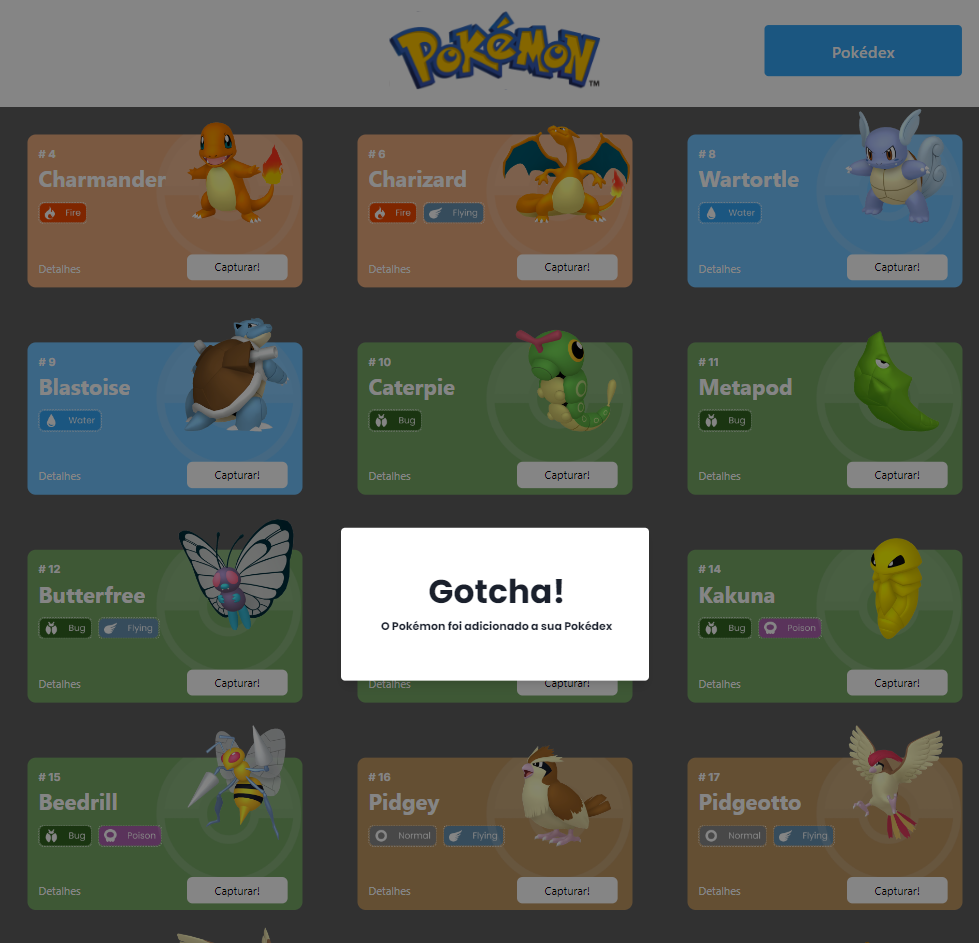 POKÉMON
TM
Pokédex
# 4
Charmander
Fire
Detalhes
Capturar!
# 6
Charizard
Fire Flying
Detalhes
Capturar!
# 8
Wartortle
Water
Detalhes
Capturar!
# 9
Blastoise
Water
Detalhes
Capturar!
# 10
Caterpie
Bug
Detalhes
Capturar!
# 11
Metapod
Bug
Detalhes
Capturar!
# 12
Butterfree
Bug Flying
Detalhes
Capturar!
Gotcha!
O Pokémon foi adicionado a sua Pokédex
Detalhes
Capturar!
# 14
Kakuna
Bug Poison
Detalhes
Capturar!
# 15
Beedrill
Bug Poison
Detalhes
Capturar!
# 16
Pidgey
Normal Flying
Detalhes
Capturar!
# 17
Pidgeotto
Normal Flying
Detalhes
Capturar!